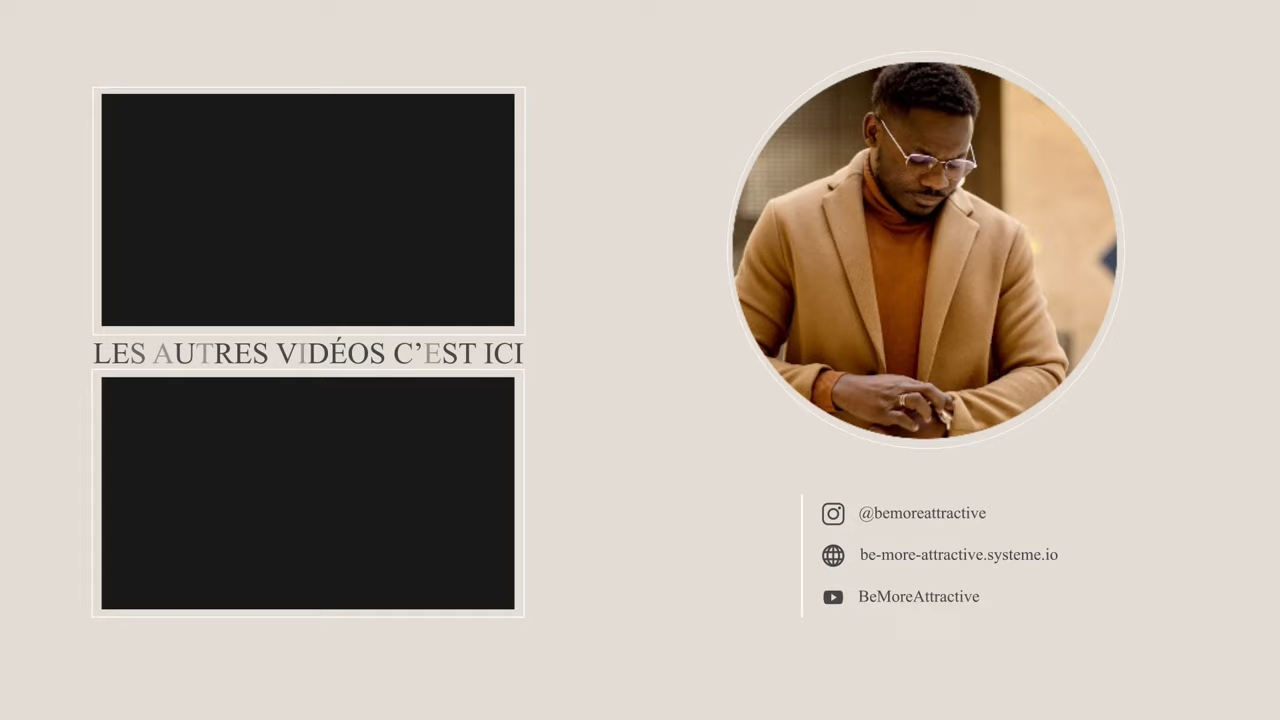 LES AUTRES VIDÉOS C’EST ICI
@bemoreattractive
be-more-attractive.systeme.io
BeMoreAttractive